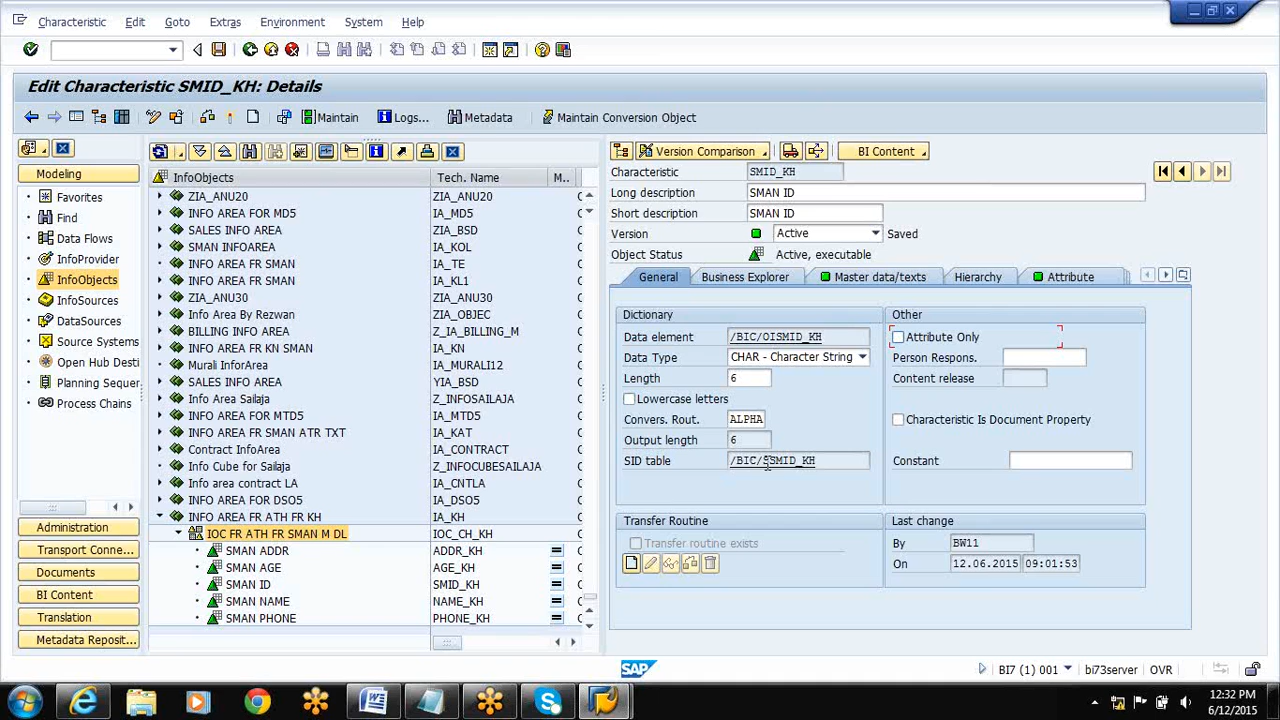 Characteristic Edit Goto Extras Environment System Help
Edit Characteristic SMID_KH: Details
Maintain Logs... Metadata Maintain Conversion Object
Modeling
Favorites
Find
Data Flows
InfoProvider
InfoObjects
InfoSources
DataSources
Source Systems
Open Hub Desti
Planning Sequer
Process Chains
Administration
Transport Conne...
Documents
BI Content
Translation
Metadata Reposit...
InfoObjects Tech. Name M..
ZIA_ANU20 ZIA_ANU20 C
INFO AREA FOR MD5 IA_MD5 C
SALES INFO AREA ZIA_BSD C
SMAN INFOAREA IA_KOL C
INFO AREA FR SMAN IA_TE C
INFO AREA FR SMAN IA_KL1 C
ZIA_ANU30 ZIA_ANU30 C
Info Area By Rezwan ZIA_OBJEC C
BILLING INFO AREA Z_IA_BILLING_M C
INFO AREA FR KN SMAN IA_KN C
Murali InforArea IA_MURALI12 C
SALES INFO AREA YIA_BSD C
Info Area Sailaja Z_INFOSAILAJA C
INFO AREA FOR MTD5 IA_MTD5 C
INFO AREA FR SMAN ATR TXT IA_KAT C
Contract InfoArea IA_CONTRACT C
Info Cube for Sailaja Z_INFOCUBESAILAJA C
Info area contract LA IA_CNTLA C
INFO AREA FOR DSO5 IA_DSO5 C
INFO AREA FR ATH FR KH IA_KH C
IOC FR ATH FR SMAN M DL IOC_CH_KH C
SMAN ADDR ADDR_KH C
SMAN AGE AGE_KH C
SMAN ID SMID_KH C
SMAN NAME NAME_KH C
SMAN PHONE PHONE_KH C
Version Comparison BI Content
Characteristic SMID_KH
Long description SMAN ID
Short description SMAN ID
Version Active Saved
Object Status Active, executable
General Business Explorer Master data/texts Hierarchy Attribute
Dictionary
Data element /BIC/OISMID_KH
Data Type CHAR - Character String
Length 6
Lowercase letters
Convers. Rout. ALPHA
Output length 6
SID table /BIC/SSMID_KH
Other
Attribute Only
Person Respons.
Content release
Characteristic Is Document Property
Constant
Transfer Routine
Transfer routine exists
Last change
By BW11
On 12.06.2015 09:01:53
SAP BI7 (1) 001 bi73server OVR
12:32 PM
6/12/2015